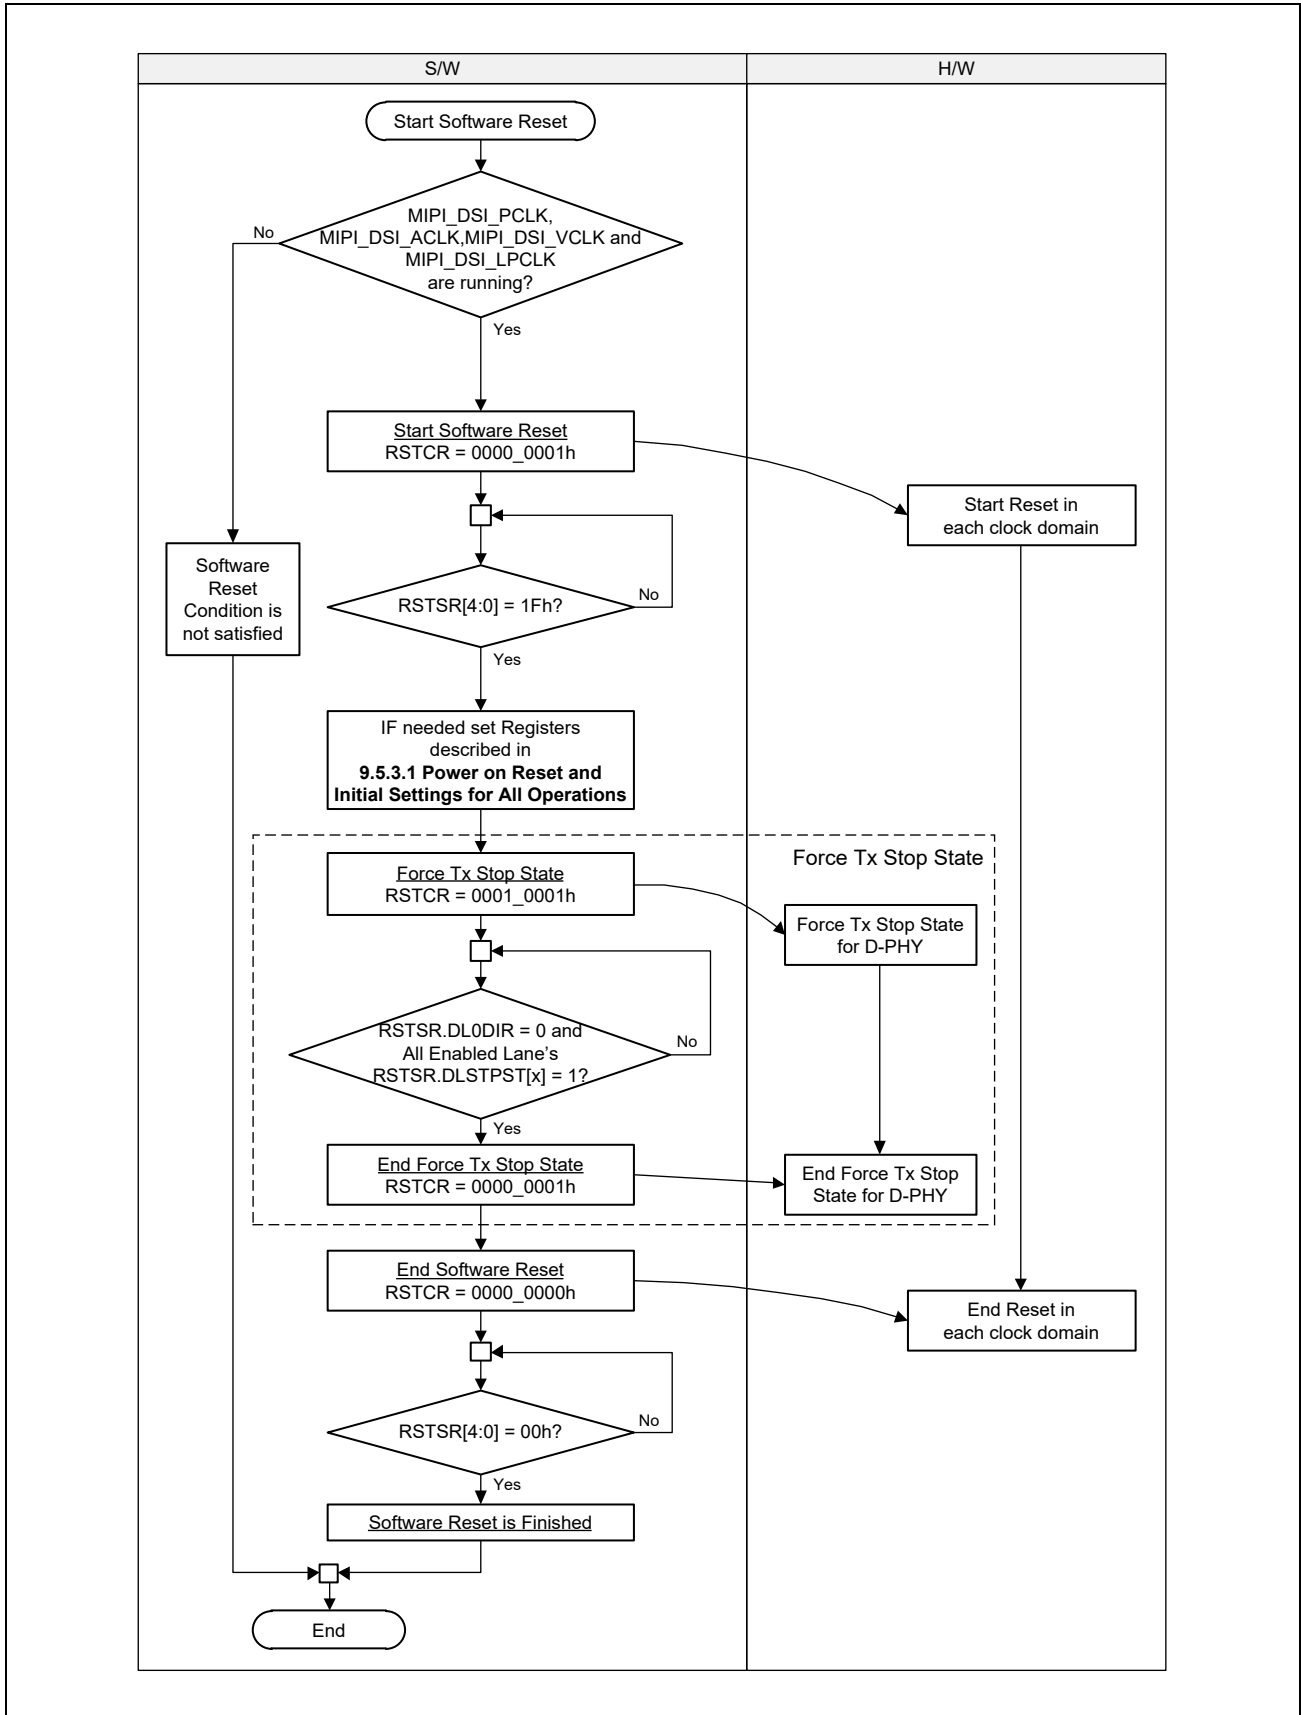 S/W
H/W
Start Software Reset
MIPI_DSI_PCLK,
MIPI_DSI_ACLK,MIPI_DSI_VCLK and
MIPI_DSI_LPCLK
are running?
No
Yes
Start Software Reset
RSTCR = 0000_0001h
Start Reset in
each clock domain
Software
Reset
Condition is
not satisfied
RSTSR[4:0] = 1Fh?
No
Yes
IF needed set Registers
described in
9.5.3.1 Power on Reset and
Initial Settings for All Operations
Force Tx Stop State
Force Tx Stop State
RSTCR = 0001_0001h
Force Tx Stop State
for D-PHY
RSTSR.DL0DIR = 0 and
All Enabled Lane's
RSTSR.DLSTPST[x] = 1?
No
Yes
End Force Tx Stop State
RSTCR = 0000_0001h
End Force Tx Stop
State for D-PHY
End Software Reset
RSTCR = 0000_0000h
End Reset in
each clock domain
RSTSR[4:0] = 00h?
No
Yes
Software Reset is Finished
End